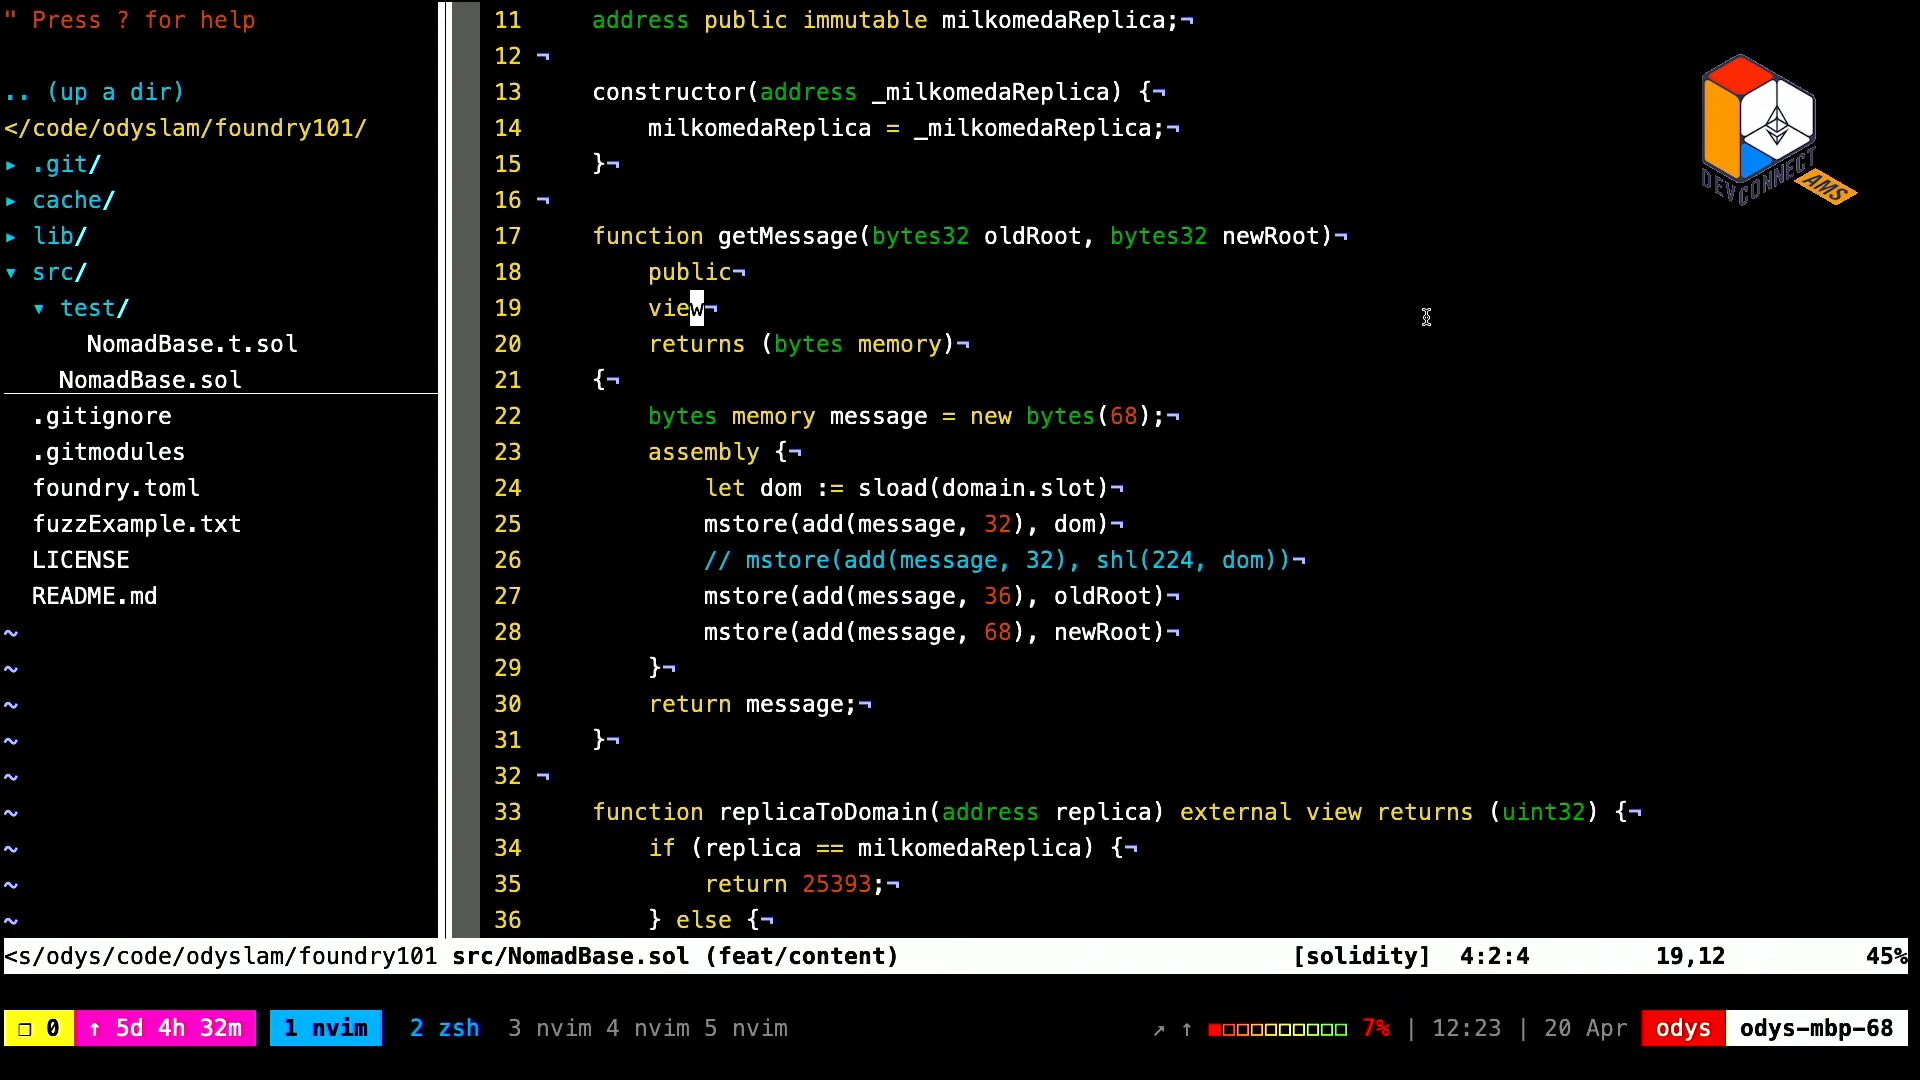 " Press ? for help
.. (up a dir)
</code/odyslam/foundry101/
▸ .git/
▸ cache/
▸ lib/
▾ src/
▾ test/
NomadBase.t.sol
NomadBase.sol
.gitignore
.gitmodules
foundry.toml
fuzzExample.txt
LICENSE
README.md
~
~
~
~
~
~
~
~
~
11 address public immutable milkomedaReplica;¬
12 ¬
13 constructor(address _milkomedaReplica) {¬
14 milkomedaReplica = _milkomedaReplica;¬
15 }¬
16 ¬
17 function getMessage(bytes32 oldRoot, bytes32 newRoot)¬
18 public¬
19 view¬
20 returns (bytes memory)¬
21 {¬
22 bytes memory message = new bytes(68);¬
23 assembly {¬
24 let dom := sload(domain.slot)¬
25 mstore(add(message, 32), dom)¬
26 // mstore(add(message, 32), shl(224, dom))¬
27 mstore(add(message, 36), oldRoot)¬
28 mstore(add(message, 68), newRoot)¬
29 }¬
30 return message;¬
31 }¬
32 ¬
33 function replicaToDomain(address replica) external view returns (uint32) {¬
34 if (replica == milkomedaReplica) {¬
35 return 25393;¬
36 } else {¬
DEVCONNECT
AMS
<s/odys/code/odyslam/foundry101 src/NomadBase.sol (feat/content) [solidity] 4:2:4 19,12 45%
❐ 0 ↑ 5d 4h 32m 1 nvim 2 zsh 3 nvim 4 nvim 5 nvim ↗ ↑ 7% | 12:23 | 20 Apr odys odys-mbp-68